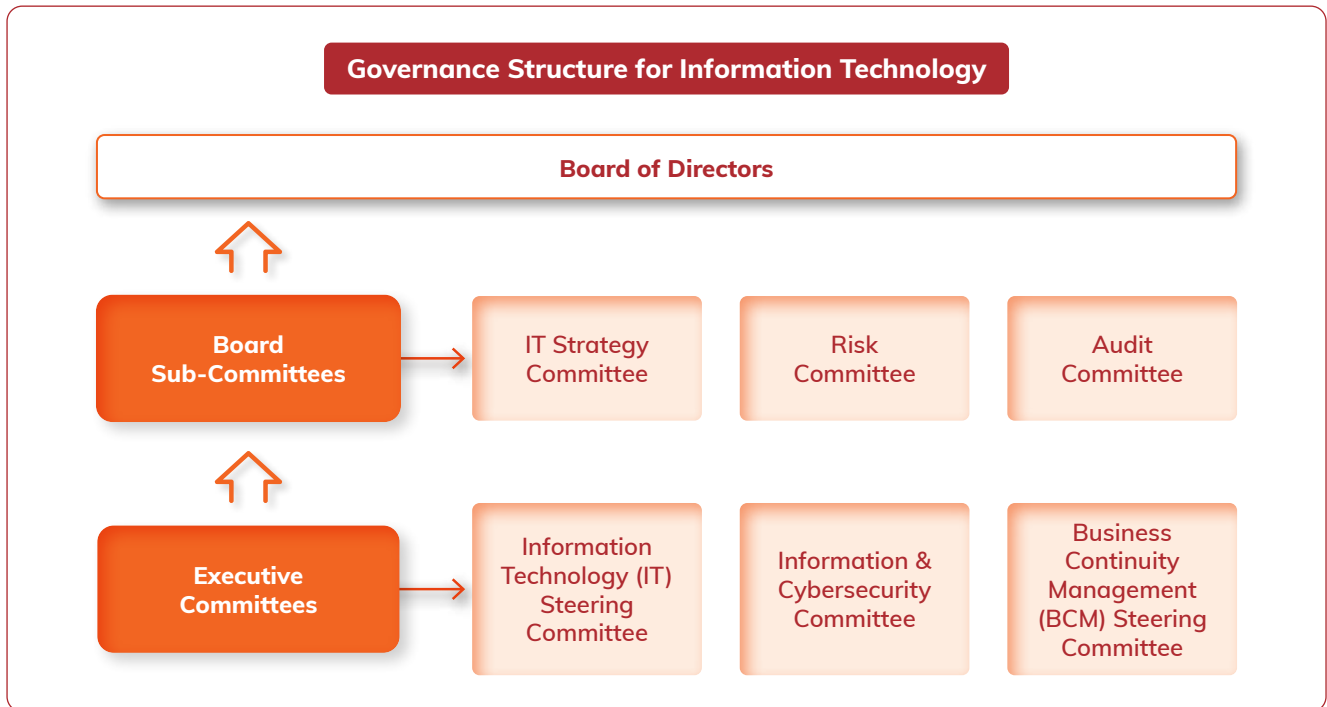 Governance Structure for Information Technology
Board of Directors
Board
Sub-Committees
IT Strategy
Committee
Risk
Committee
Audit
Committee
Executive
Committees
Information
Technology (IT)
Steering
Committee
Information &
Cybersecurity
Committee
Business
Continuity
Management
(BCM) Steering
Committee